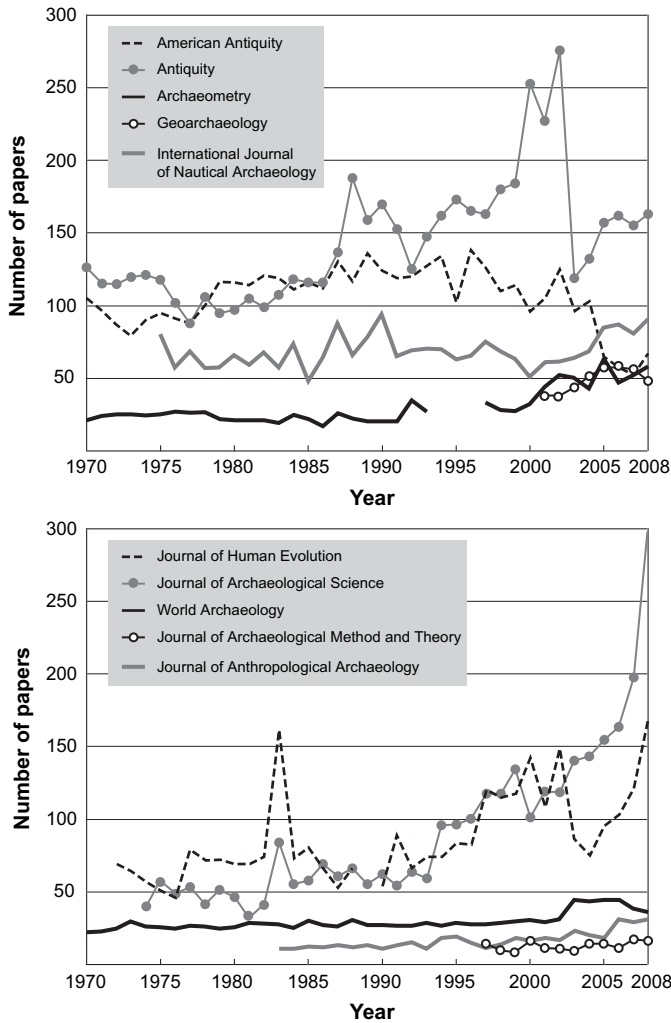 300
American Antiquity
Antiquity
Archaeometry
Geoarchaeology
International Journal
of Nautical Archaeology
250
200
150
100
50
Number of papers
1970 1975 1980 1985 1990 1995 2000 2005 2008
Year
300
Journal of Human Evolution
Journal of Archaeological Science
World Archaeology
Journal of Archaeological Method and Theory
Journal of Anthropological Archaeology
250
200
150
100
50
Number of papers
1970 1975 1980 1985 1990 1995 2000 2005 2008
Year